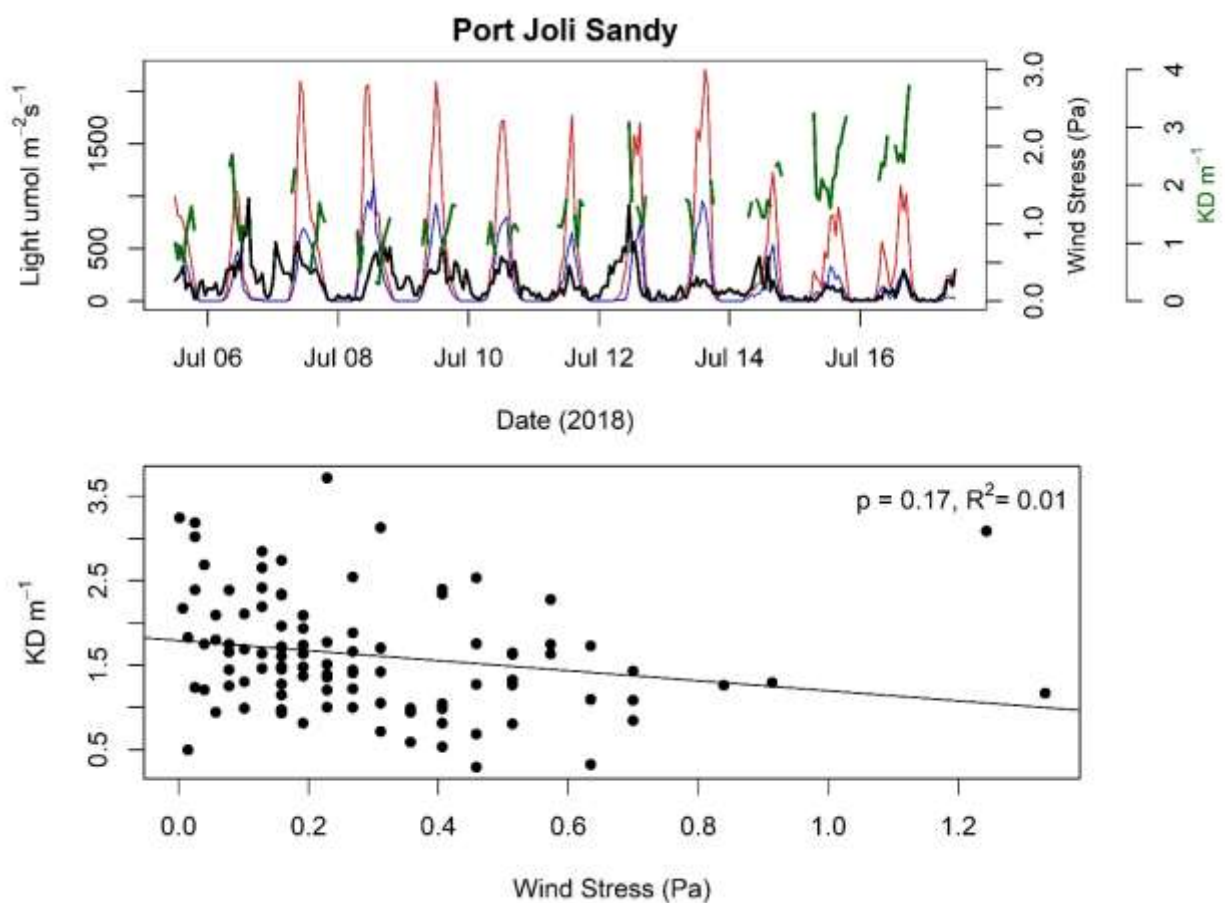 Port Joli Sandy
Light umol m⁻²s⁻¹
0 500 1500
Wind Stress (Pa)
0.0 1.0 2.0 3.0
KD m⁻¹
0 1 2 3 4
Jul 06 Jul 08 Jul 10 Jul 12 Jul 14 Jul 16
Date (2018)
p = 0.17, R²= 0.01
KD m⁻¹
0.5 1.5 2.5 3.5
0.0 0.2 0.4 0.6 0.8 1.0 1.2
Wind Stress (Pa)